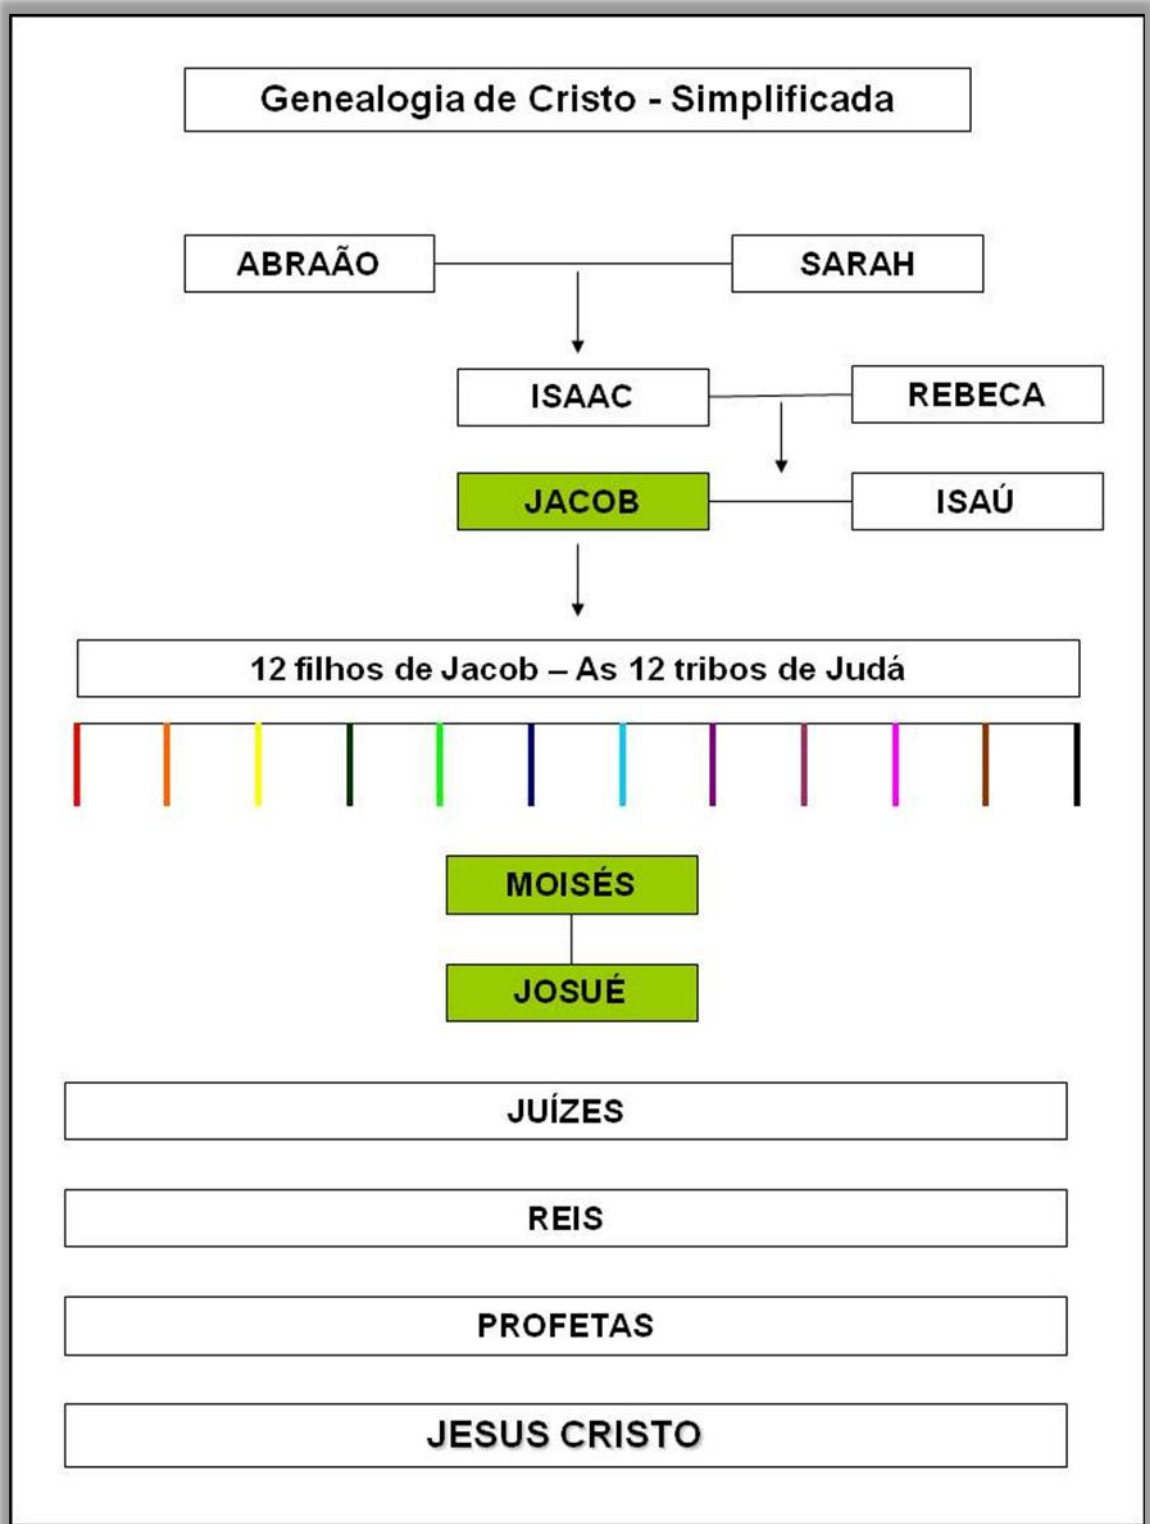 Genealogia de Cristo - Simplificada
ABRAÃO
SARAH
ISAAC
REBECA
JACOB
ISAÚ
12 filhos de Jacob – As 12 tribos de Judá
MOISÉS
JOSUÉ
JUÍZES
REIS
PROFETAS
JESUS CRISTO